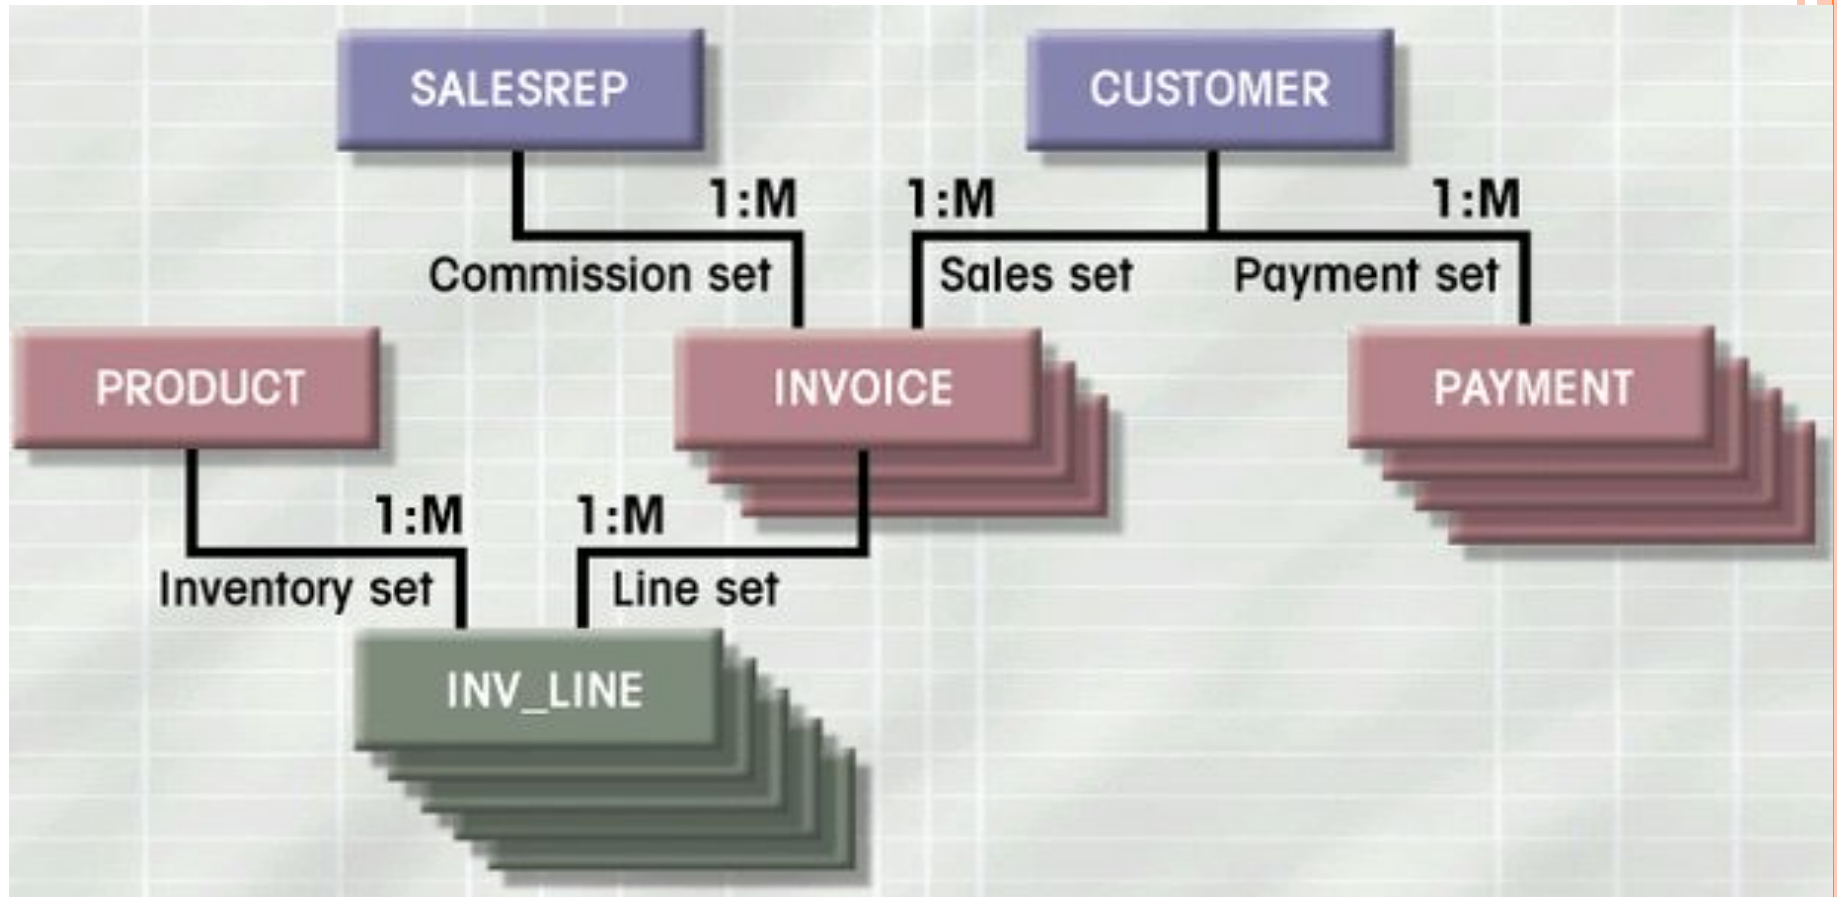 SALESREP
CUSTOMER
1:M
1:M
1:M
Commission set
Sales set
Payment set
PRODUCT
INVOICE
PAYMENT
1:M
1:M
Inventory set
Line set
INV_LINE